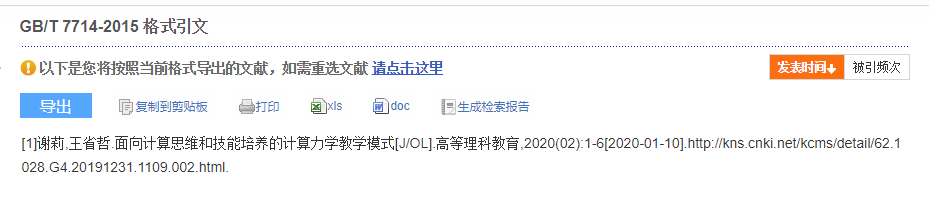 GB/T 7714-2015 格式引文
以下是您将按照当前格式导出的文献，如需重选文献 请点击这里
发表时间 被引频次
导出 复制到剪贴板 打印 xls doc 生成检索报告
[1]谢莉,王省哲.面向计算思维和技能培养的计算力学教学模式[J/OL].高等理科教育,2020(02):1-6[2020-01-10].http://kns.cnki.net/kcms/detail/62.1
028.G4.20191231.1109.002.html.